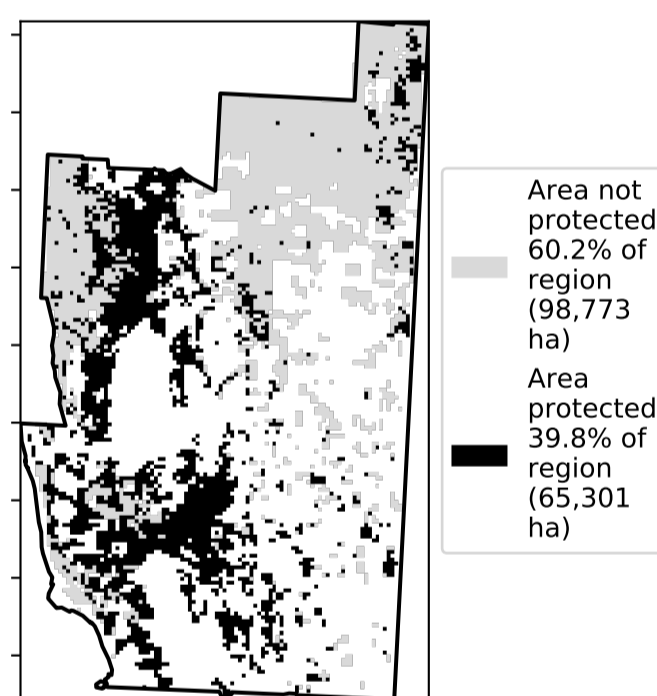 Area not
protected
60.2% of
region
(98,773
ha)
Area
protected
39.8% of
region
(65,301
ha)